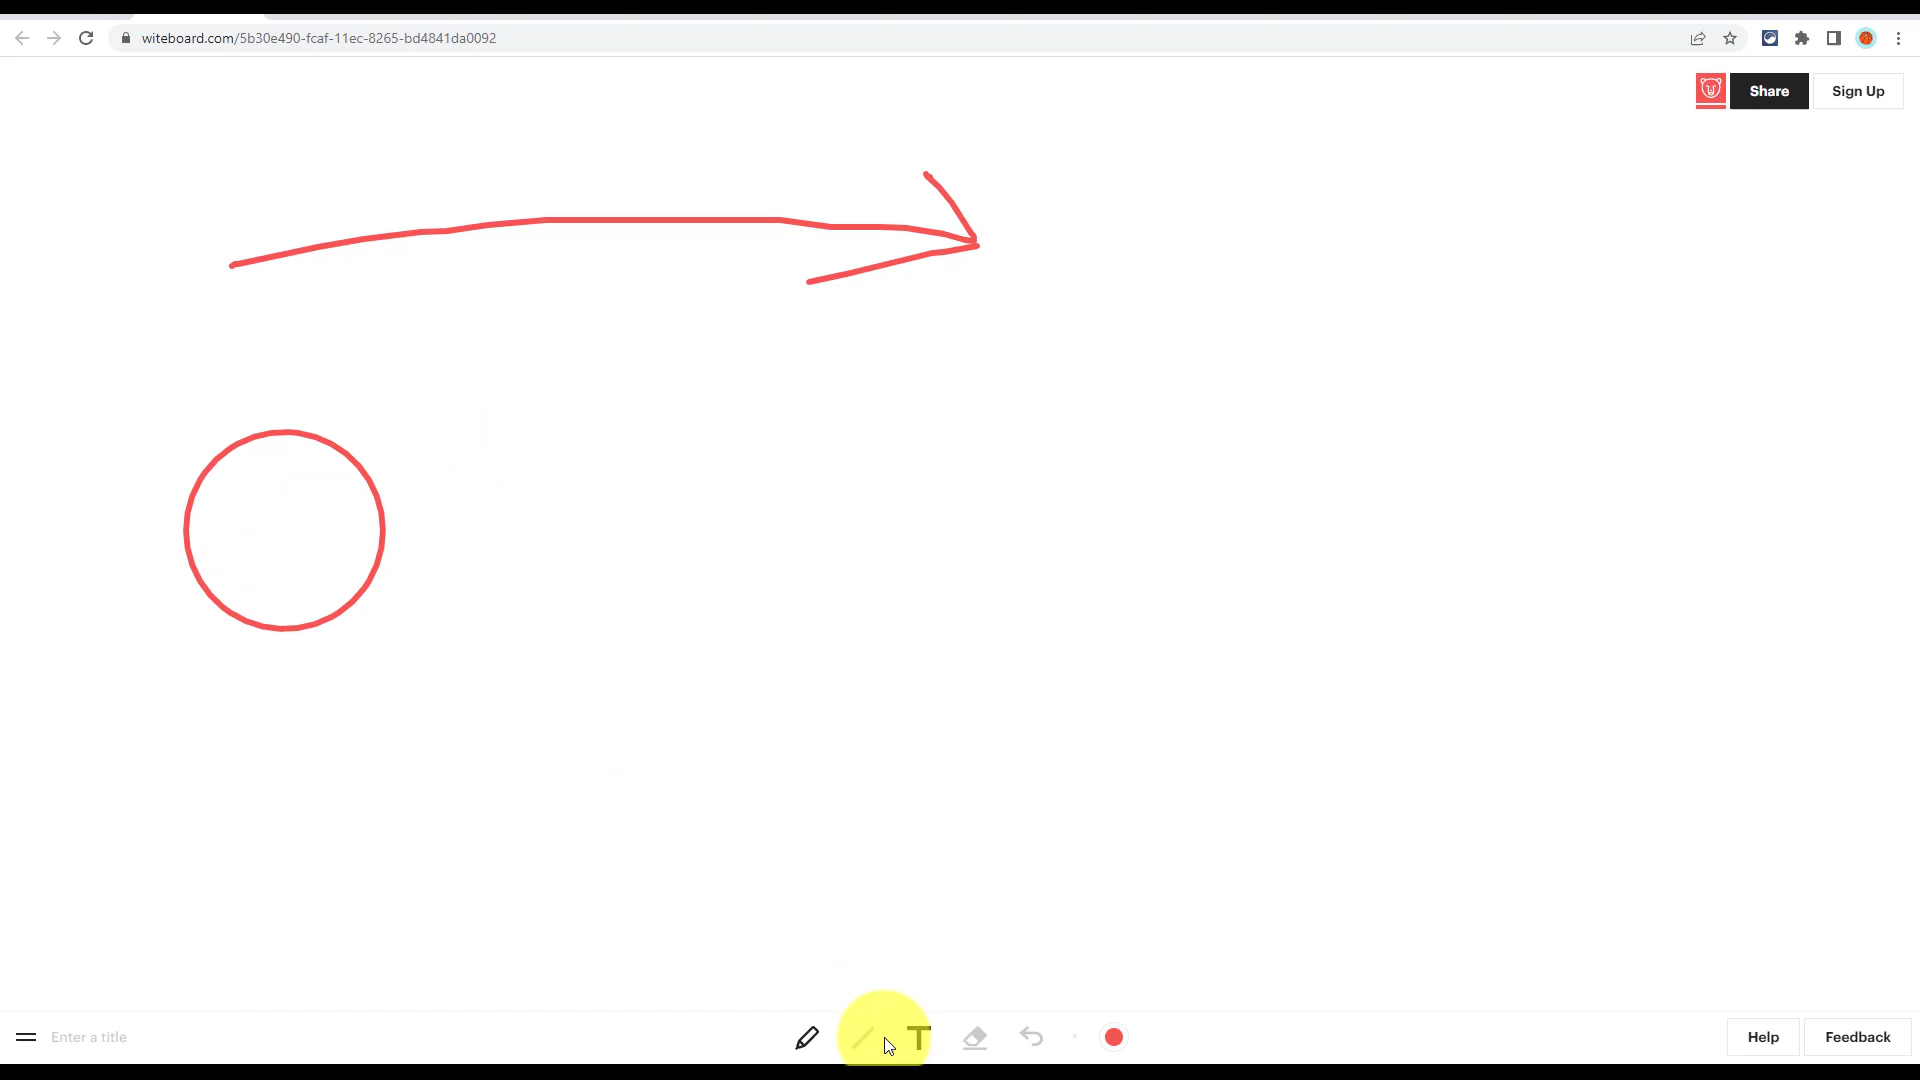 witeboard.com/5b30e490-fcaf-11ec-8265-bd4841da0092
Share
Sign Up
Enter a title
T
Help
Feedback